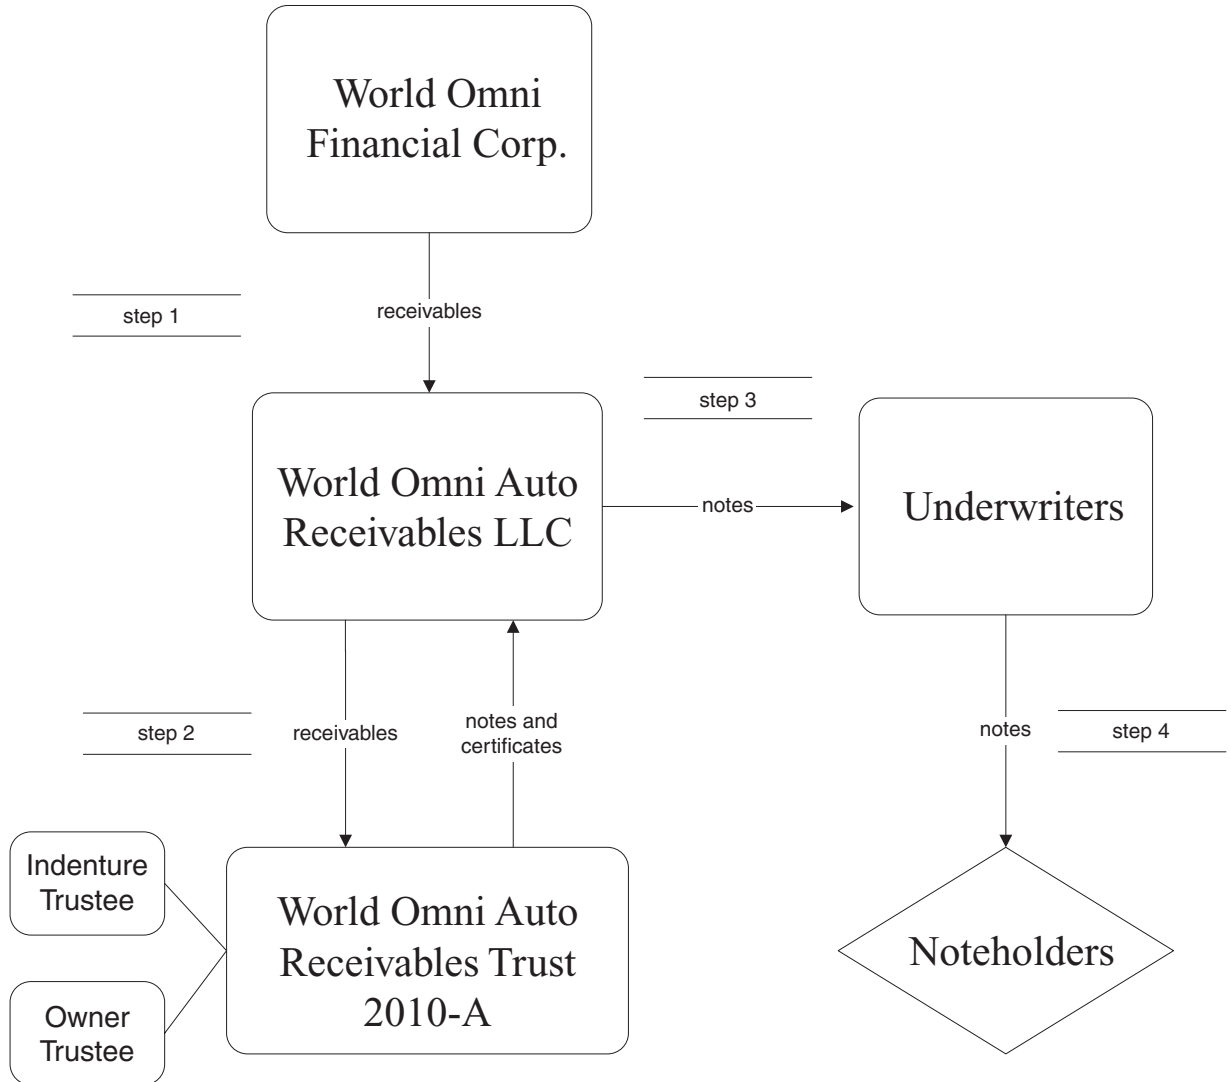 World Omni
Financial Corp.
step 1
receivables
step 3
World Omni Auto
Receivables LLC
notes
Underwriters
step 2
receivables
notes and
certificates
notes
step 4
Indenture
Trustee
World Omni Auto
Receivables Trust
2010-A
Noteholders
Owner
Trustee